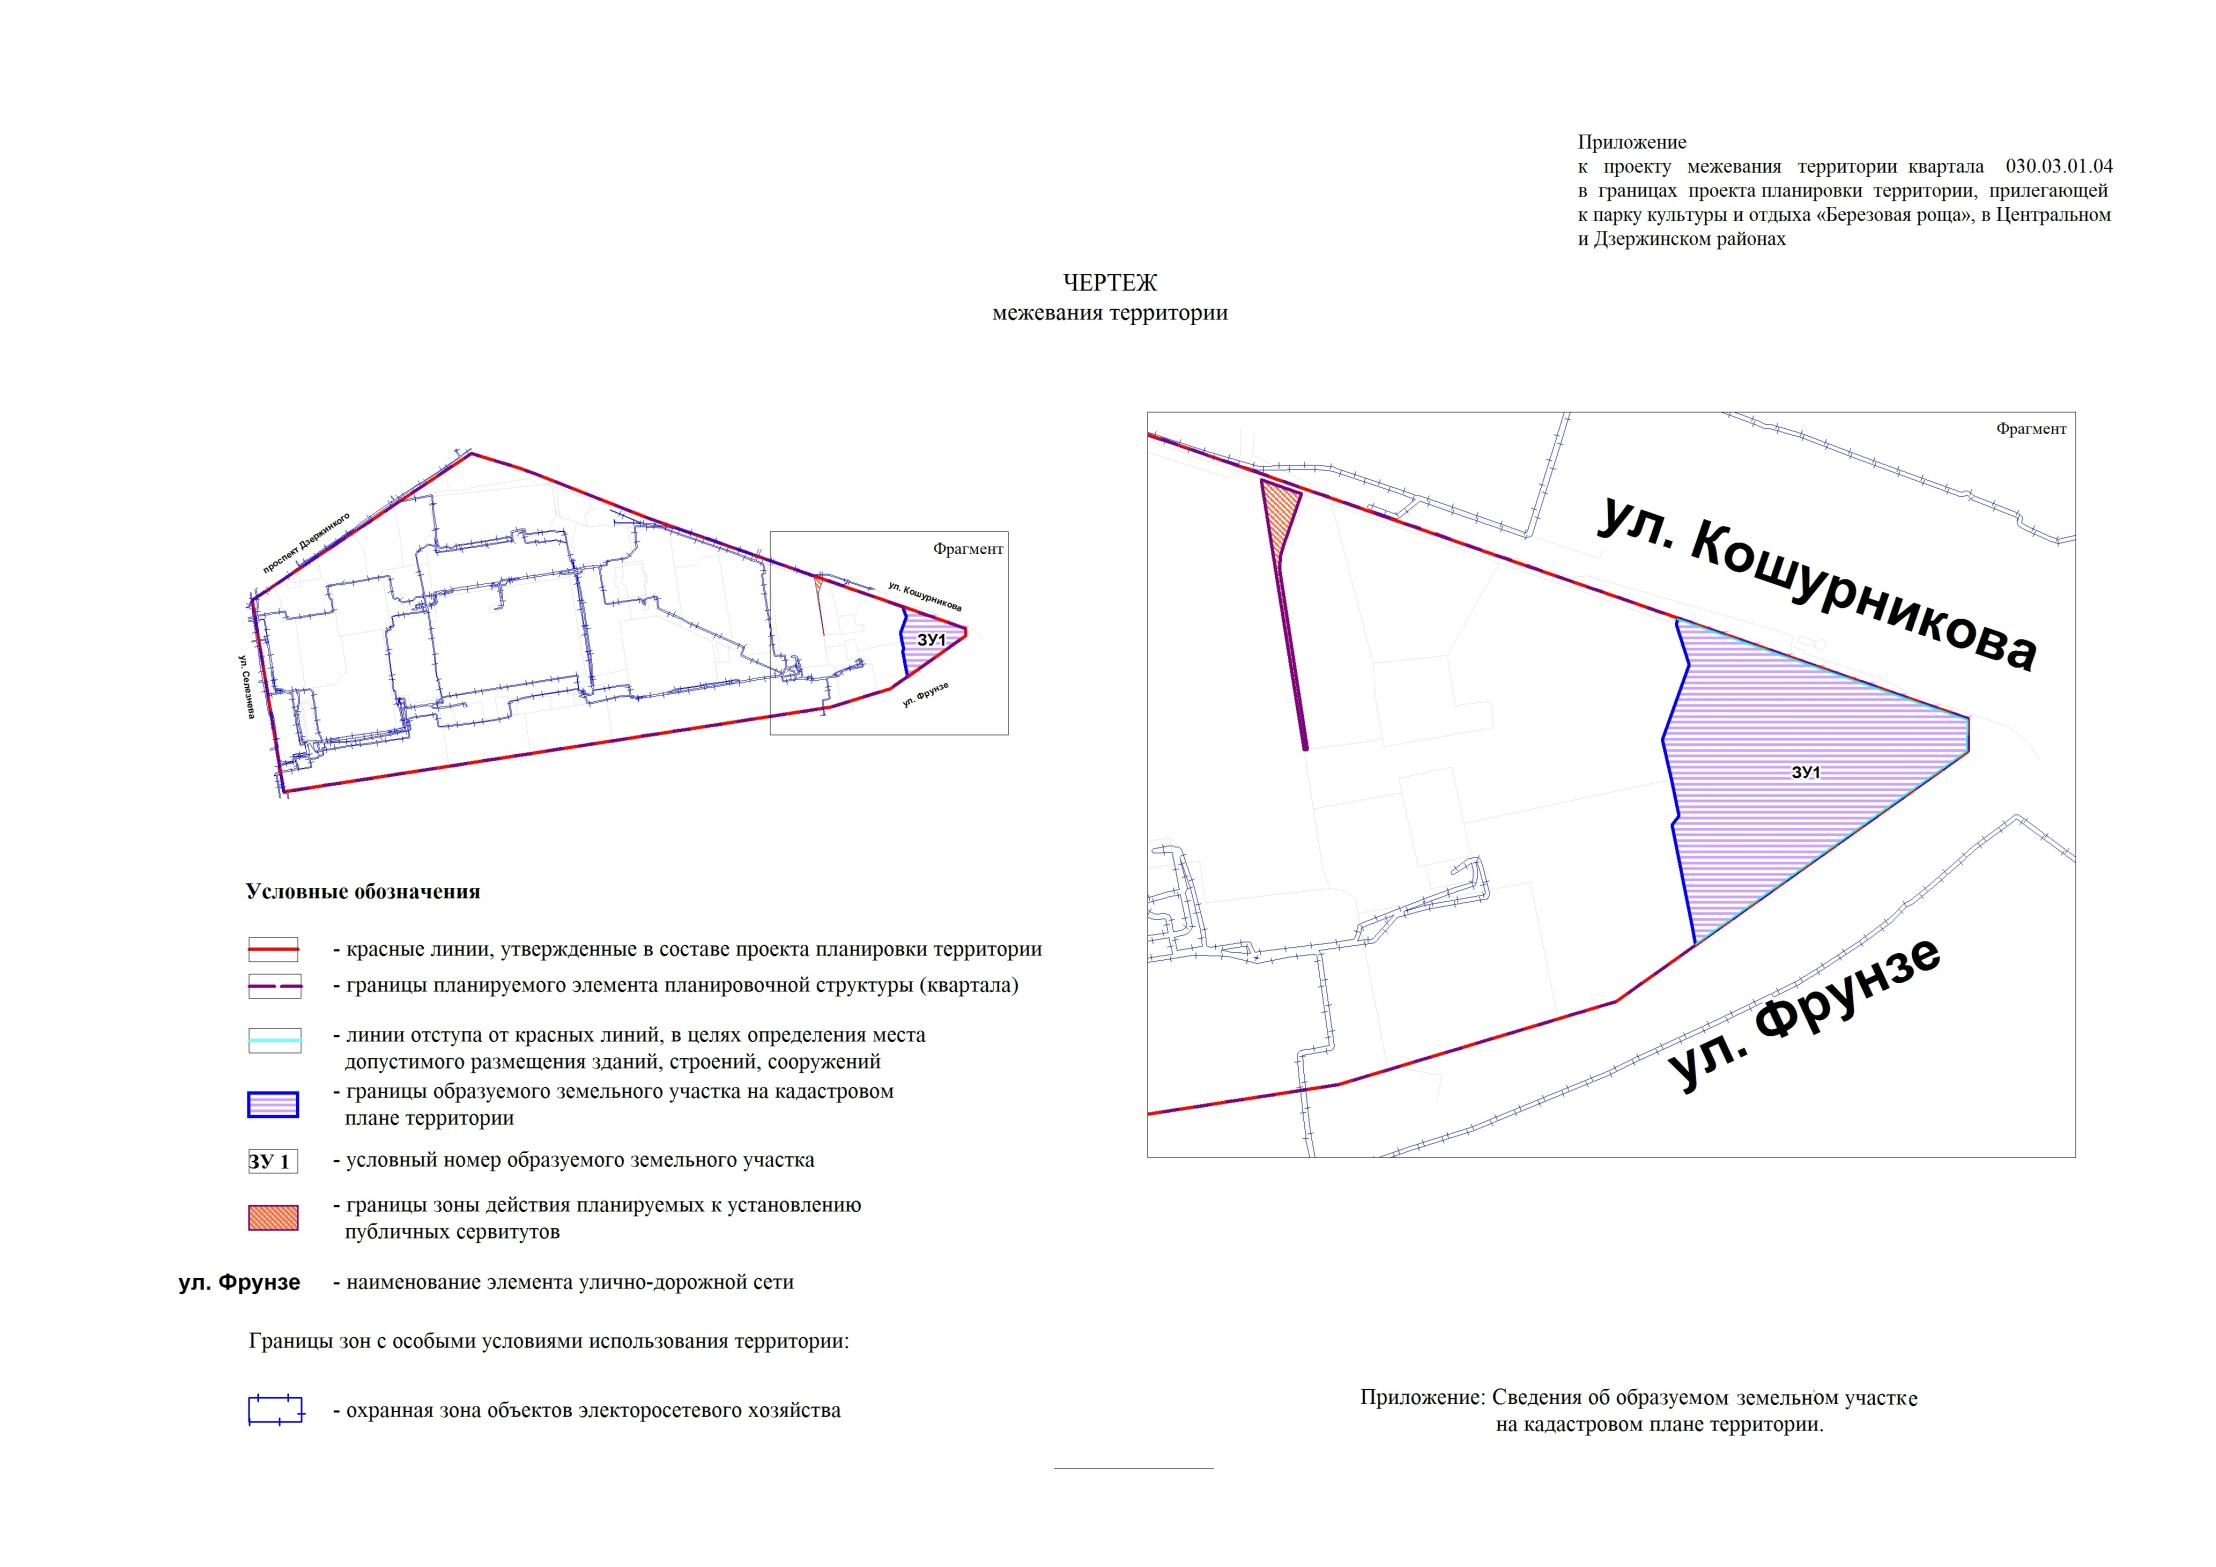 Приложение
к проекту межевания территории квартала 030.03.01.04
в границах проекта планировки территории, прилегающей
к парку культуры и отдыха «Березовая роща», в Центральном
и Дзержинском районах
ЧЕРТЕЖ
межевания территории
проспект Дзержинкого
ул. Селезнева
Фрагмент
ул. Кошурникова
ЗУ1
ул. Фрунзе
Фрагмент
ул. Кошурникова
ЗУ1
ул. Фрунзе
Условные обозначения
- красные линии, утвержденные в составе проекта планировки территории
- границы планируемого элемента планировочной структуры (квартала)
- линии отступа от красных линий, в целях определения места
допустимого размещения зданий, строений, сооружений
- границы образуемого земельного участка на кадастровом
плане территории
ЗУ 1 - условный номер образуемого земельного участка
- границы зоны действия планируемых к установлению
публичных сервитутов
ул. Фрунзе - наименование элемента улично-дорожной сети
Границы зон с особыми условиями использования территории:
- охранная зона объектов электоросетевого хозяйства
Приложение: Сведения об образуемом земельном участке
на кадастровом плане территории.